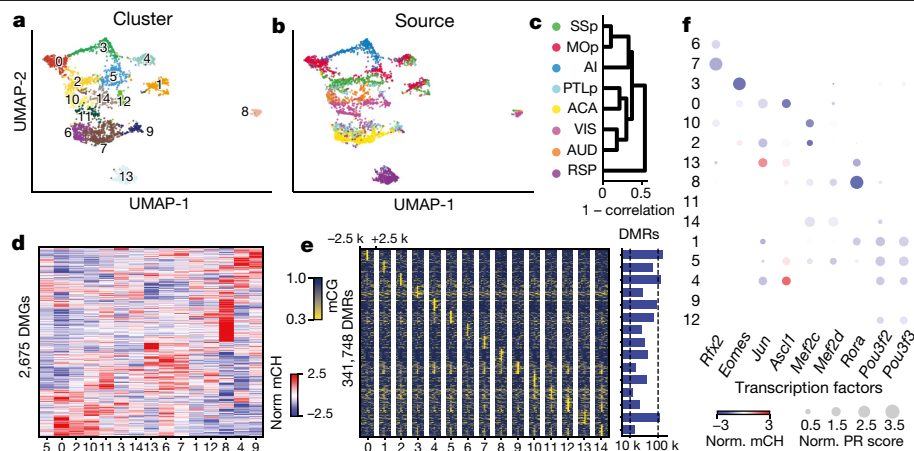 a Cluster
UMAP-2
0 3 4 5 2 1 10 14 12 11 6 7 9 8 13
UMAP-1
b Source
UMAP-1
c
SSp
MOp
AI
PTLp
ACA
VIS
AUD
RSP
0 0.5
1 – correlation
d
2,675 DMGs
5 0 2 10 11 3 14 13 6 7 1 12 8 4 9
1.0
0.3
mCG
2.5
–2.5
Norm mCH
e
–2.5 k +2.5 k
341,748 DMRs
0 1 2 3 4 5 6 7 8 9 10 11 12 13 14
DMRs
10 k 100 k
f
6
7
3
0
10
2
13
8
11
14
1
5
4
9
12
Rfx2 Eomes Jun Ascl1 Mef2c Mef2d Rora Pou3f2 Pou3f3
Transcription factors
–3 3
Norm. mCH
0.5 1.5 2.5 3.5
Norm. PR score